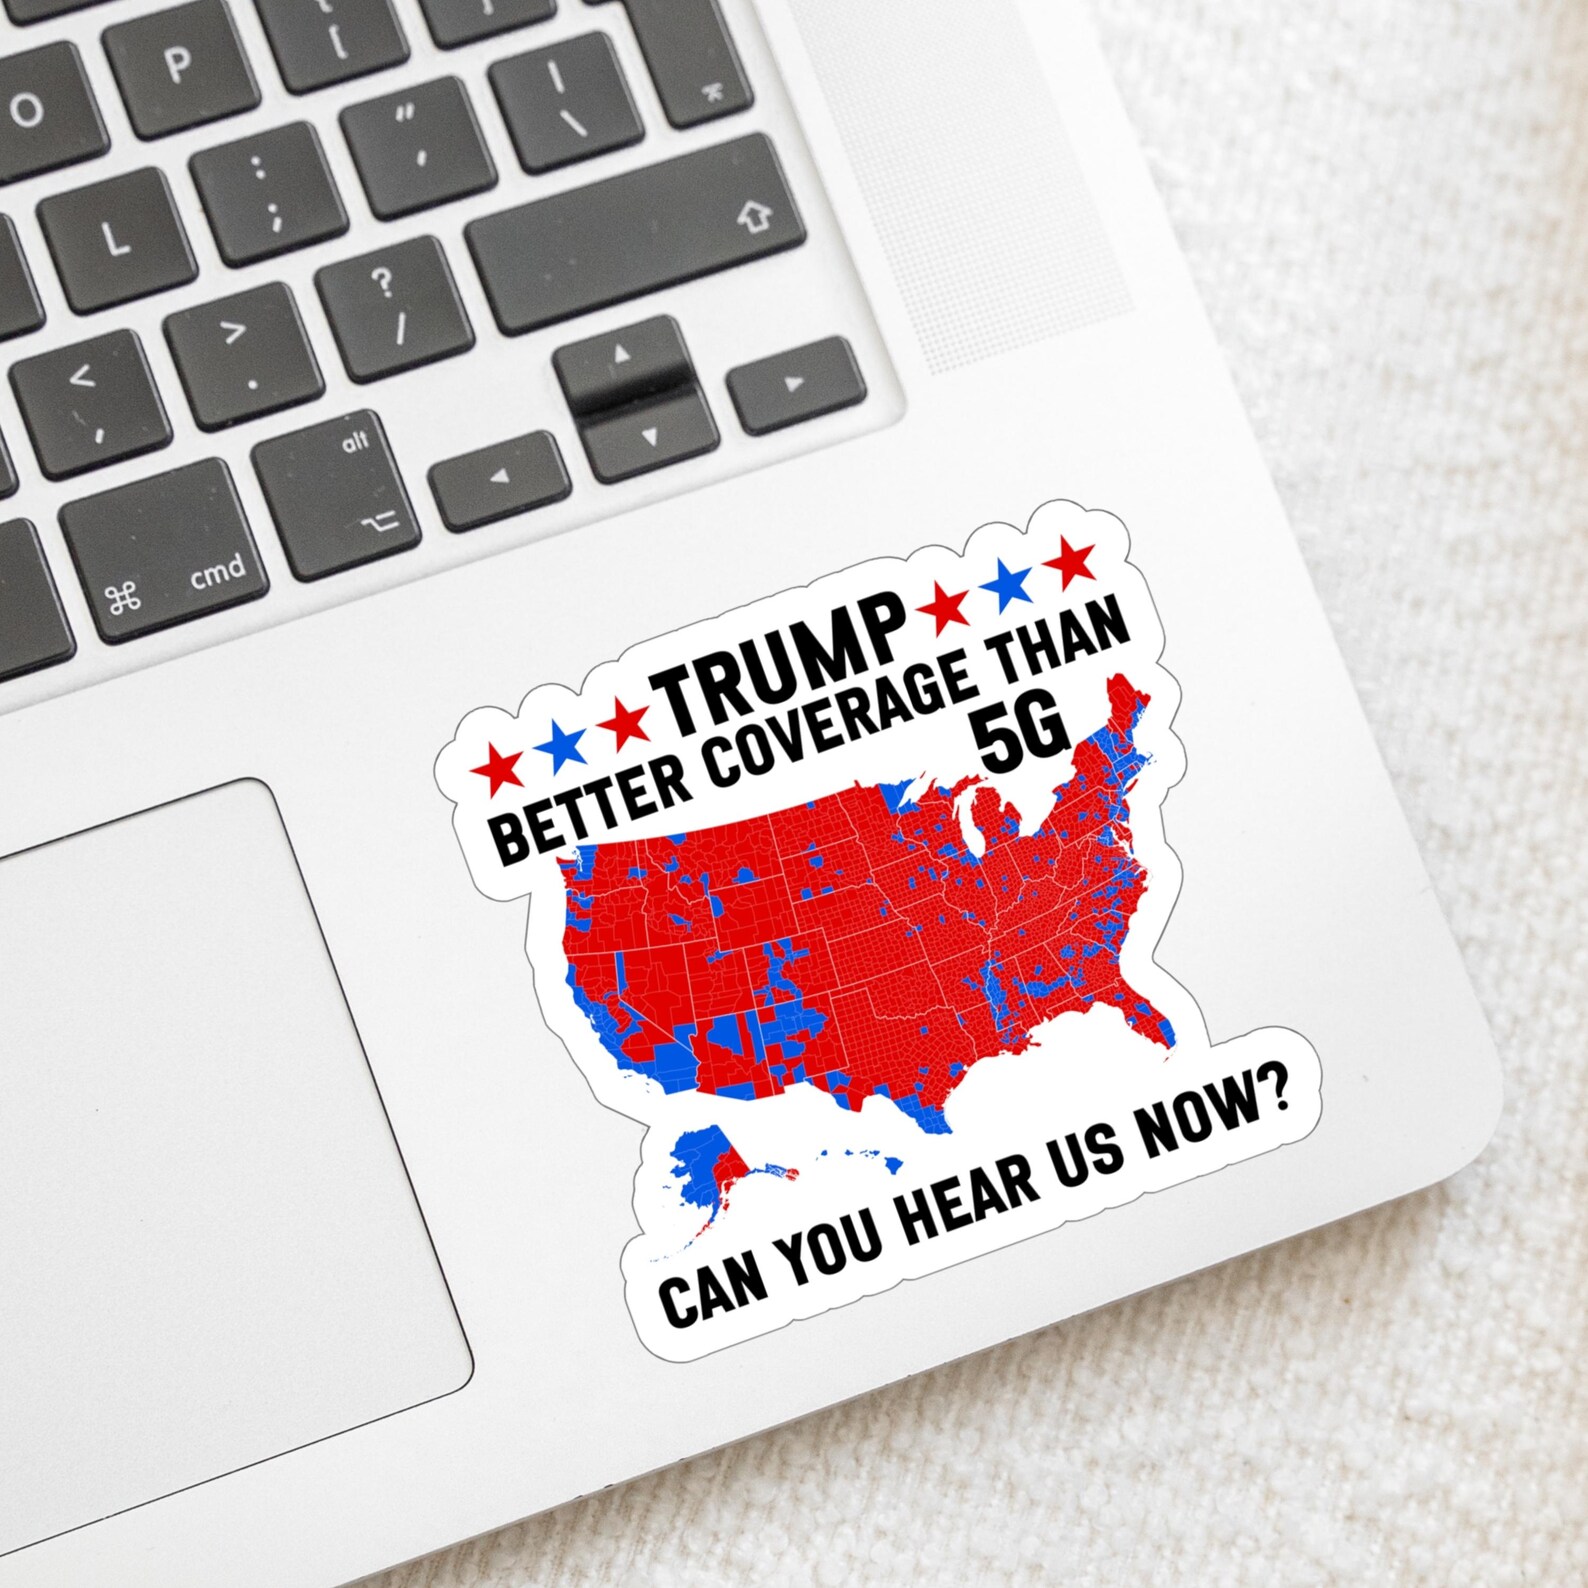 O
P
{
[
}
]
L
:
;
"
'
|
\
<
,
>
.
?
/
alt
⌥
⌘ cmd
TRUMP
BETTER COVERAGE THAN
5G
CAN YOU HEAR US NOW?